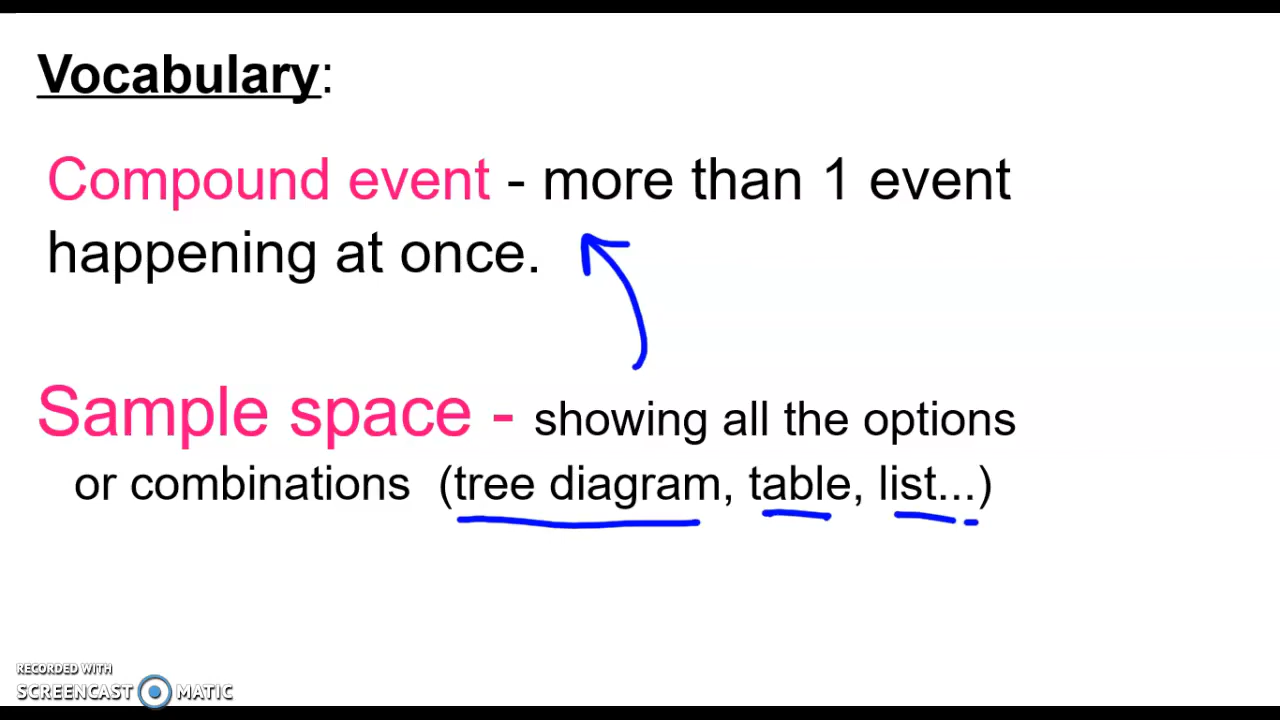 Vocabulary:
Compound event - more than 1 event
happening at once.
Sample space - showing all the options
or combinations (tree diagram, table, list...)
RECORDED WITH
SCREENCAST MATIC